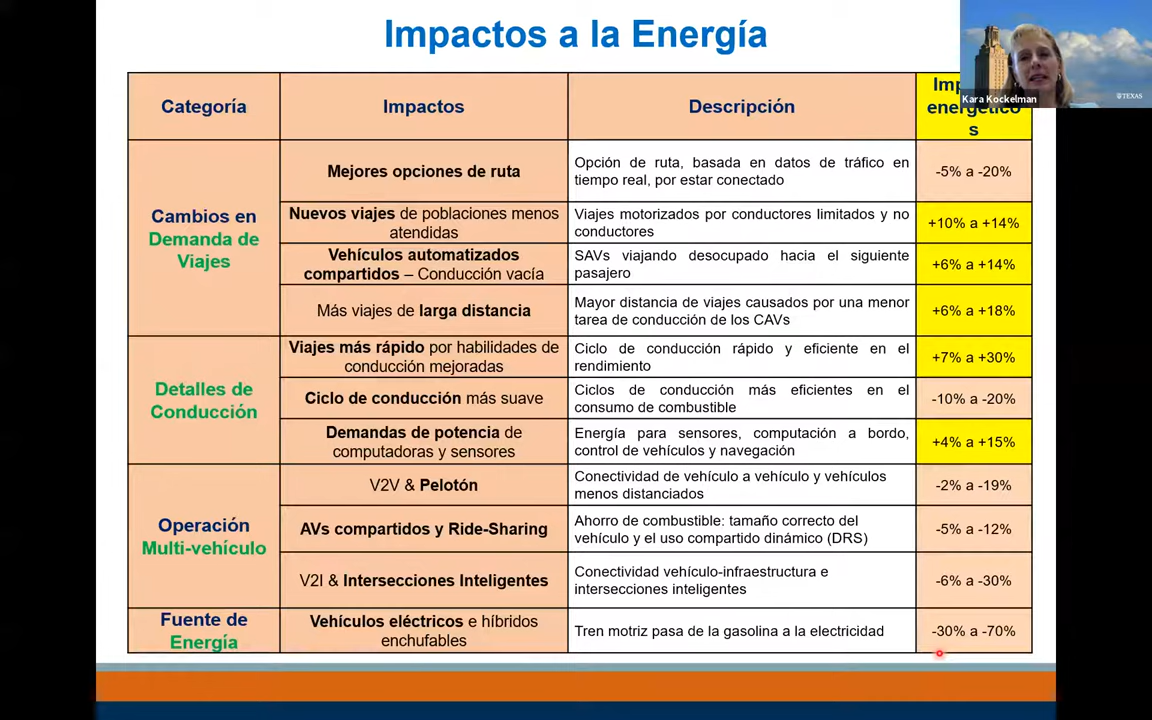 Impactos a la Energía
Kara Kockelman
TEXAS
Categoría
Impactos
Descripción
energético
s
Cambios en
Demanda de
Viajes
Mejores opciones de ruta
Opción de ruta, basada en datos de tráfico en
tiempo real, por estar conectado
-5% a -20%
Nuevos viajes de poblaciones menos
atendidas
Viajes motorizados por conductores limitados y no
conductores
+10% a +14%
Vehículos automatizados
compartidos – Conducción vacía
SAVs viajando desocupado hacia el siguiente
pasajero
+6% a +14%
Más viajes de larga distancia
Mayor distancia de viajes causados por una menor
tarea de conducción de los CAVs
+6% a +18%
Detalles de
Conducción
Viajes más rápido por habilidades de
conducción mejoradas
Ciclo de conducción rápido y eficiente en el
rendimiento
+7% a +30%
Ciclo de conducción más suave
Ciclos de conducción más eficientes en el
consumo de combustible
-10% a -20%
Demandas de potencia de
computadoras y sensores
Energía para sensores, computación a bordo,
control de vehículos y navegación
+4% a +15%
Operación
Multi-vehículo
V2V & Pelotón
Conectividad de vehículo a vehículo y vehículos
menos distanciados
-2% a -19%
AVs compartidos y Ride-Sharing
Ahorro de combustible: tamaño correcto del
vehículo y el uso compartido dinámico (DRS)
-5% a -12%
V2I & Intersecciones Inteligentes
Conectividad vehículo-infraestructura e
intersecciones inteligentes
-6% a -30%
Fuente de
Energía
Vehículos eléctricos e híbridos
enchufables
Tren motriz pasa de la gasolina a la electricidad
-30% a -70%